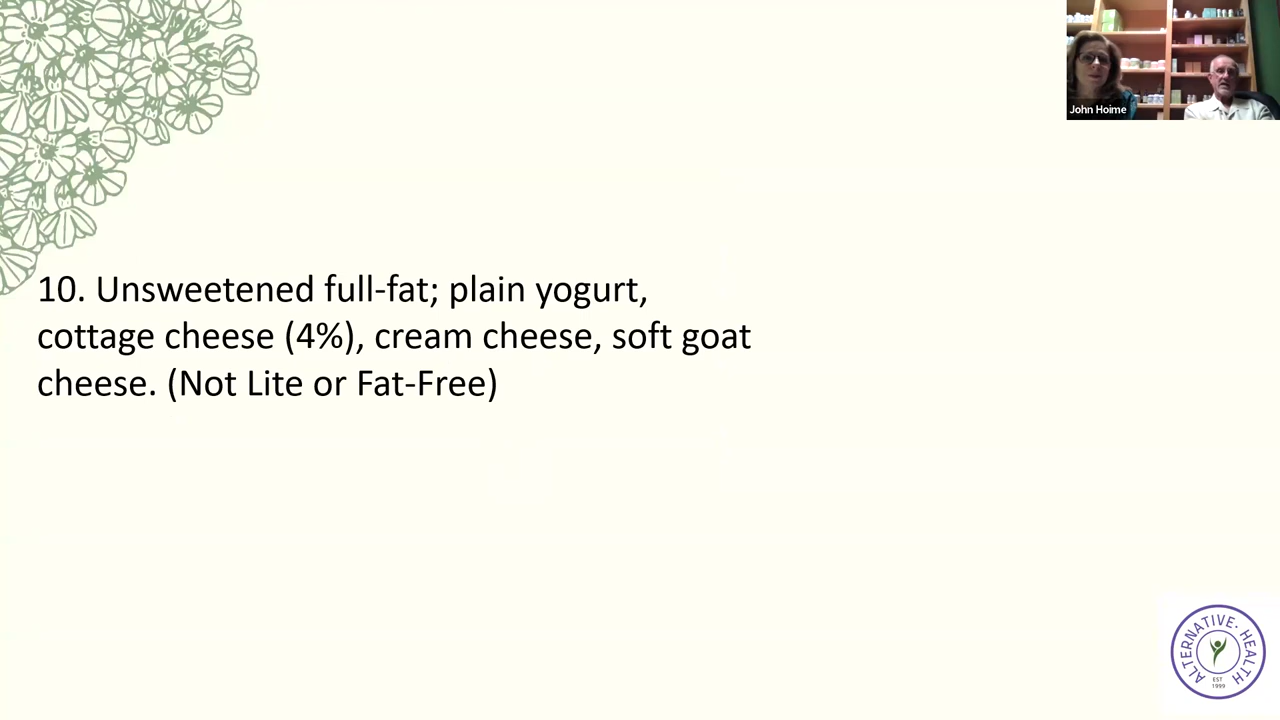 John Hoime
10. Unsweetened full-fat; plain yogurt,
cottage cheese (4%), cream cheese, soft goat
cheese. (Not Lite or Fat-Free)
ALTERNATIVE · HEALTH
EST
1999